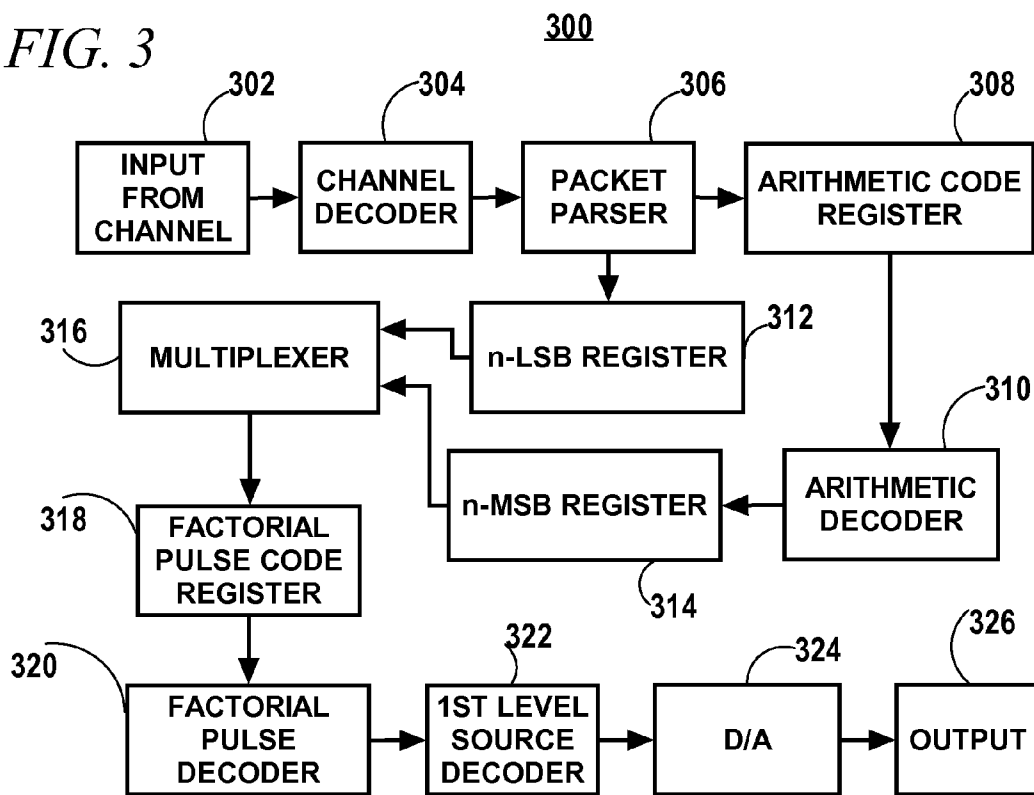 FIG. 3
300
302
304
306
308
INPUT
FROM
CHANNEL
CHANNEL
DECODER
PACKET
PARSER
ARITHMETIC CODE
REGISTER
316
MULTIPLEXER
n-LSB REGISTER
312
310
318
FACTORIAL
PULSE CODE
REGISTER
n-MSB REGISTER
314
ARITHMETIC
DECODER
320
322
324
326
FACTORIAL
PULSE
DECODER
1ST LEVEL
SOURCE
DECODER
D/A
OUTPUT